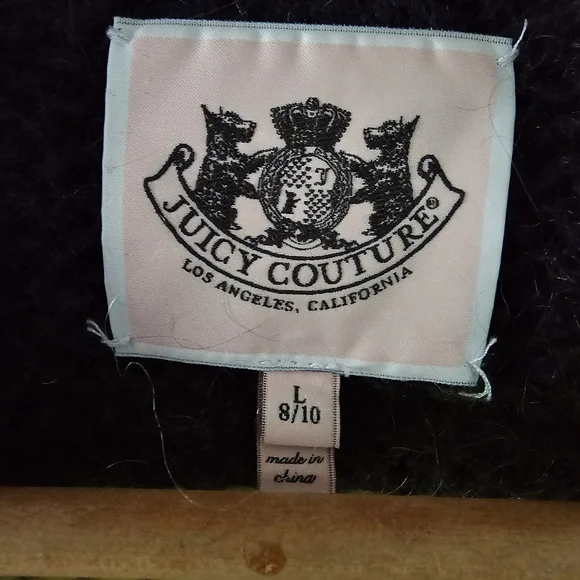 JUICY COUTURE®
LOS ANGELES, CALIFORNIA
L
8/10
made in
china